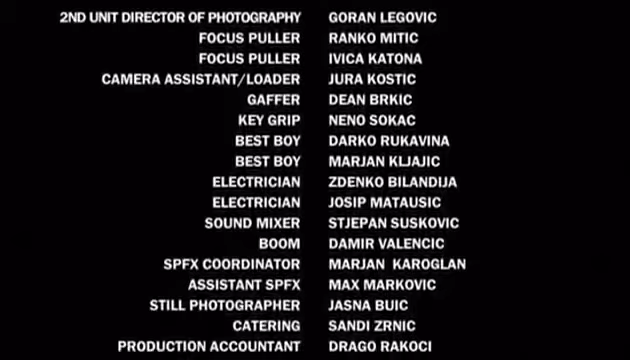 2ND UNIT DIRECTOR OF PHOTOGRAPHY GORAN LEGOVIC
FOCUS PULLER RANKO MITIC
FOCUS PULLER IVICA KATONA
CAMERA ASSISTANT/LOADER JURA KOSTIC
GAFFER DEAN BRKIC
KEY GRIP NENO SOKAC
BEST BOY DARKO RUKAVINA
BEST BOY MARJAN KLJAJIC
ELECTRICIAN ZDENKO BILANDIJA
ELECTRICIAN JOSIP MATAUSIC
SOUND MIXER STJEPAN SUSKOVIC
BOOM DAMIR VALENCIC
SPFX COORDINATOR MARJAN KAROGLAN
ASSISTANT SPFX MAX MARKOVIC
STILL PHOTOGRAPHER JASNA BUIC
CATERING SANDI ZRNIC
PRODUCTION ACCOUNTANT DRAGO RAKOCI